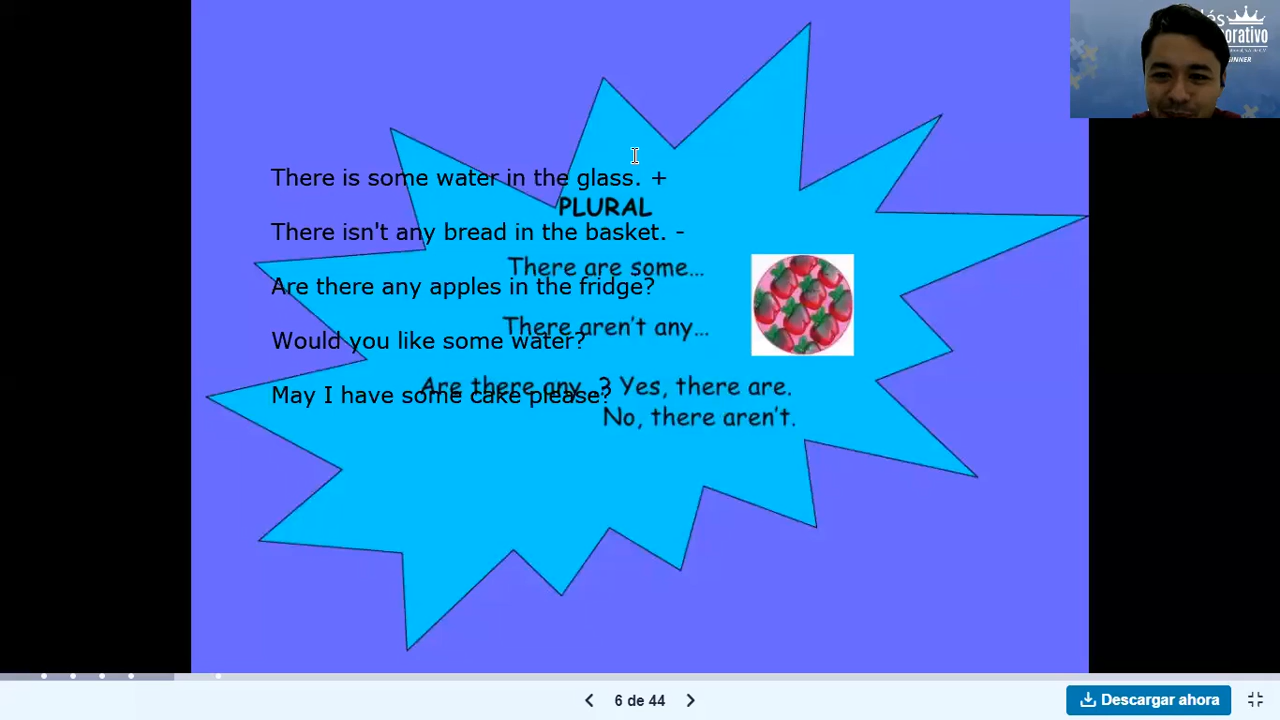 There is some water in the glass. +
PLURAL
There isn't any bread in the basket. -
There are some...
Are there any apples in the fridge?
There aren't any...
Would you like some water?
Are there any...? Yes, there are.
May I have some cake please?
No, there aren't.
6 de 44
Descargar ahora